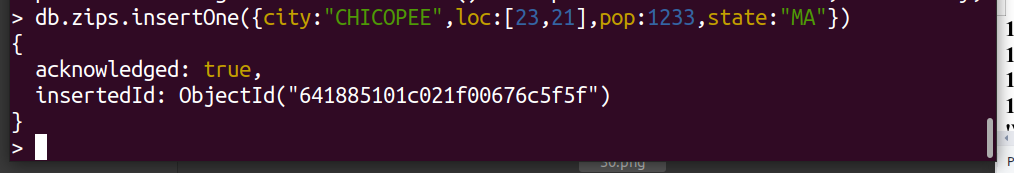 > db.zips.insertOne({city:"CHICOPEE",loc:[23,21],pop:1233,state:"MA"})
{
  acknowledged: true,
  insertedId: ObjectId("641885101c021f00676c5f5f")
}
>